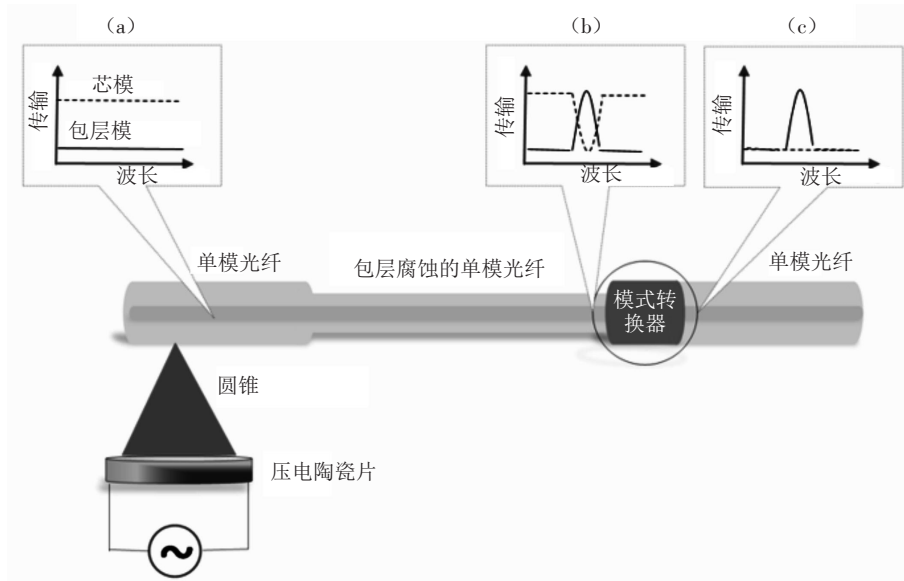 (a)
(b)
(c)
传输
芯模
包层模
波长
传输
波长
传输
波长
单模光纤
包层腐蚀的单模光纤
模式转
换器
单模光纤
圆锥
压电陶瓷片